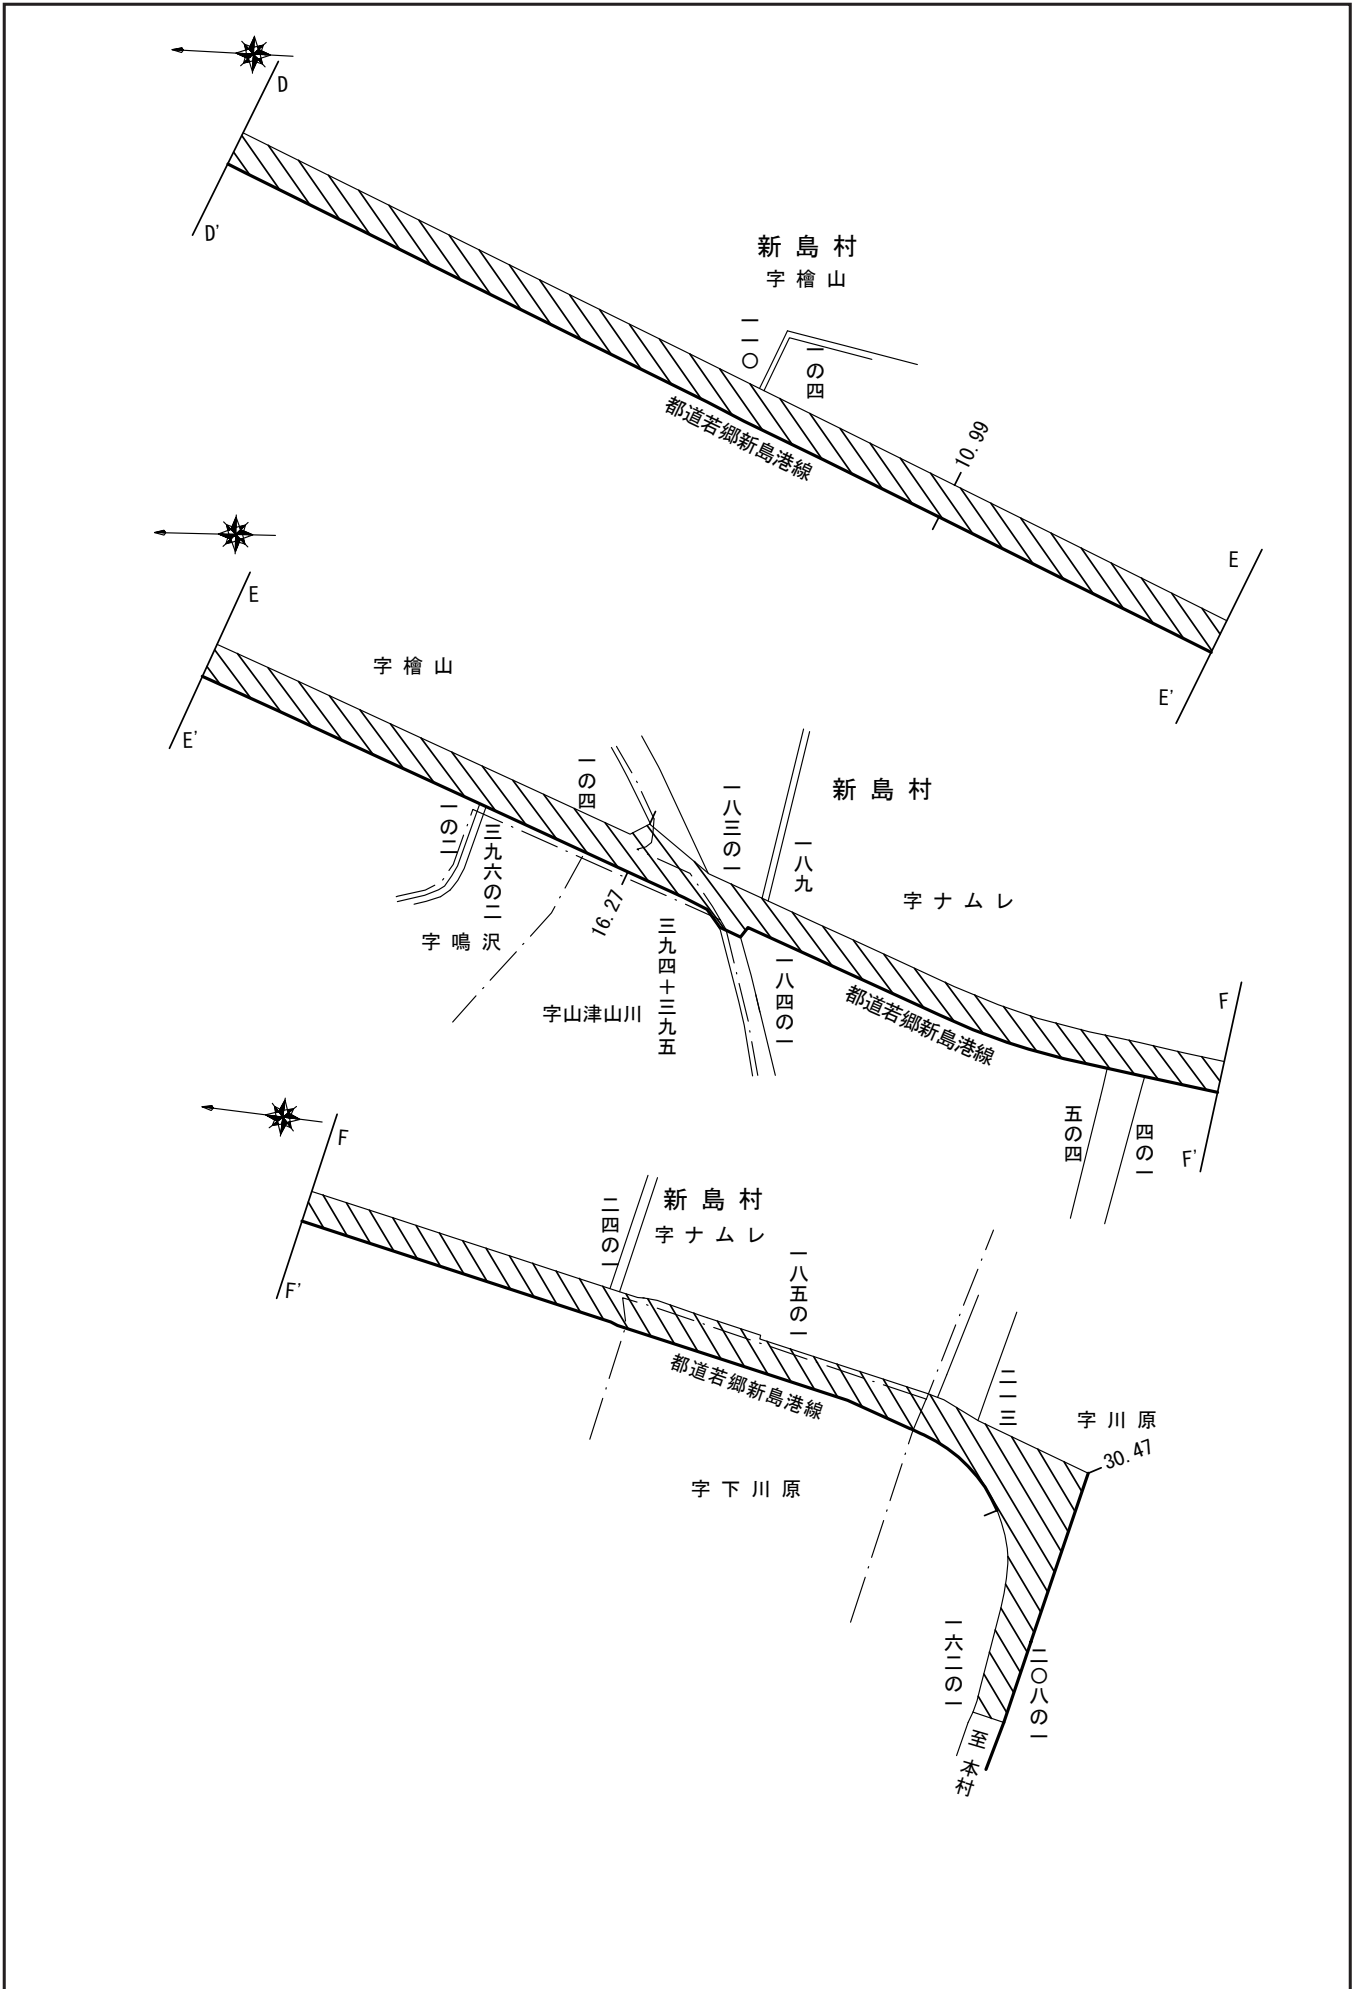 D
D'
新島村
字檜山
一一〇
一の四
都道若郷新島港線
10.99
E
E'
E
E'
字檜山
一の四
一の二
三九六の二
字鳴沢
16.27
字山津山川
三九四+三九五
一八三の一
一八九
新島村
字ナムレ
一八四の一
都道若郷新島港線
五の四
四の一
F
F'
F
F'
新島村
字ナムレ
二四の一
一八五の一
都道若郷新島港線
字下川原
二一三
字川原
30.47
一六二の一
二〇八の一
至本村